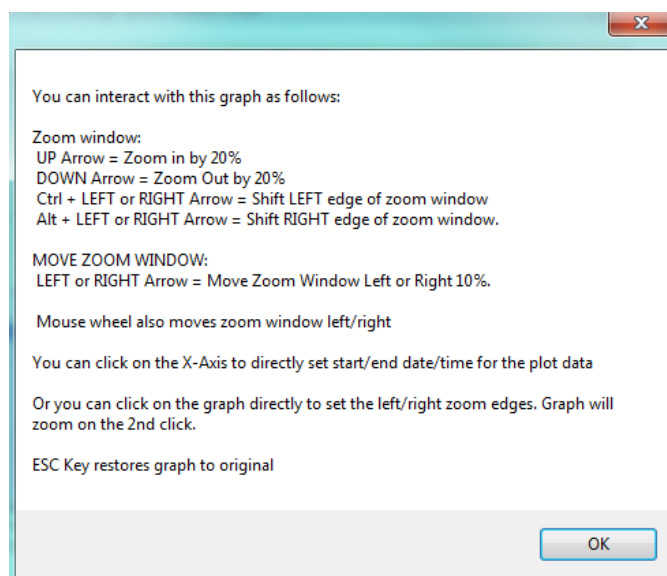 You can interact with this graph as follows:
Zoom window:
UP Arrow = Zoom in by 20%
DOWN Arrow = Zoom Out by 20%
Ctrl + LEFT or RIGHT Arrow = Shift LEFT edge of zoom window
Alt + LEFT or RIGHT Arrow = Shift RIGHT edge of zoom window.
MOVE ZOOM WINDOW:
LEFT or RIGHT Arrow = Move Zoom Window Left or Right 10%.
Mouse wheel also moves zoom window left/right
You can click on the X-Axis to directly set start/end date/time for the plot data
Or you can click on the graph directly to set the left/right zoom edges. Graph will
zoom on the 2nd click.
ESC Key restores graph to original
OK